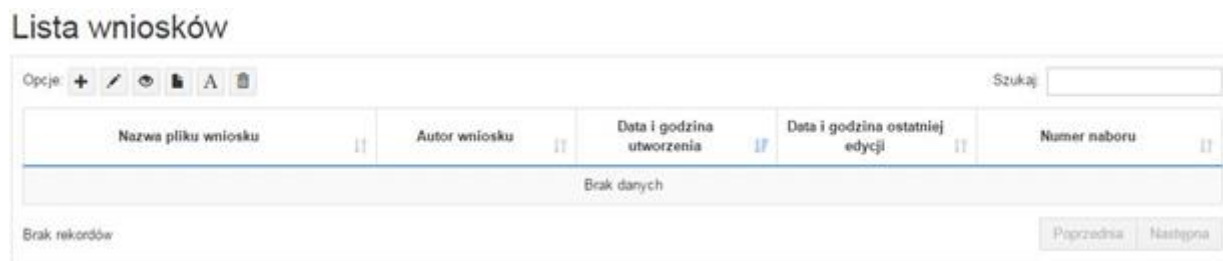 Lista wniosków
Opcje: A Szukaj:
Nazwa pliku wniosku Autor wniosku Data i godzina utworzenia Data i godzina ostatniej edycji Numer naboru
Brak danych
Brak rekordów Poprzednia Następna